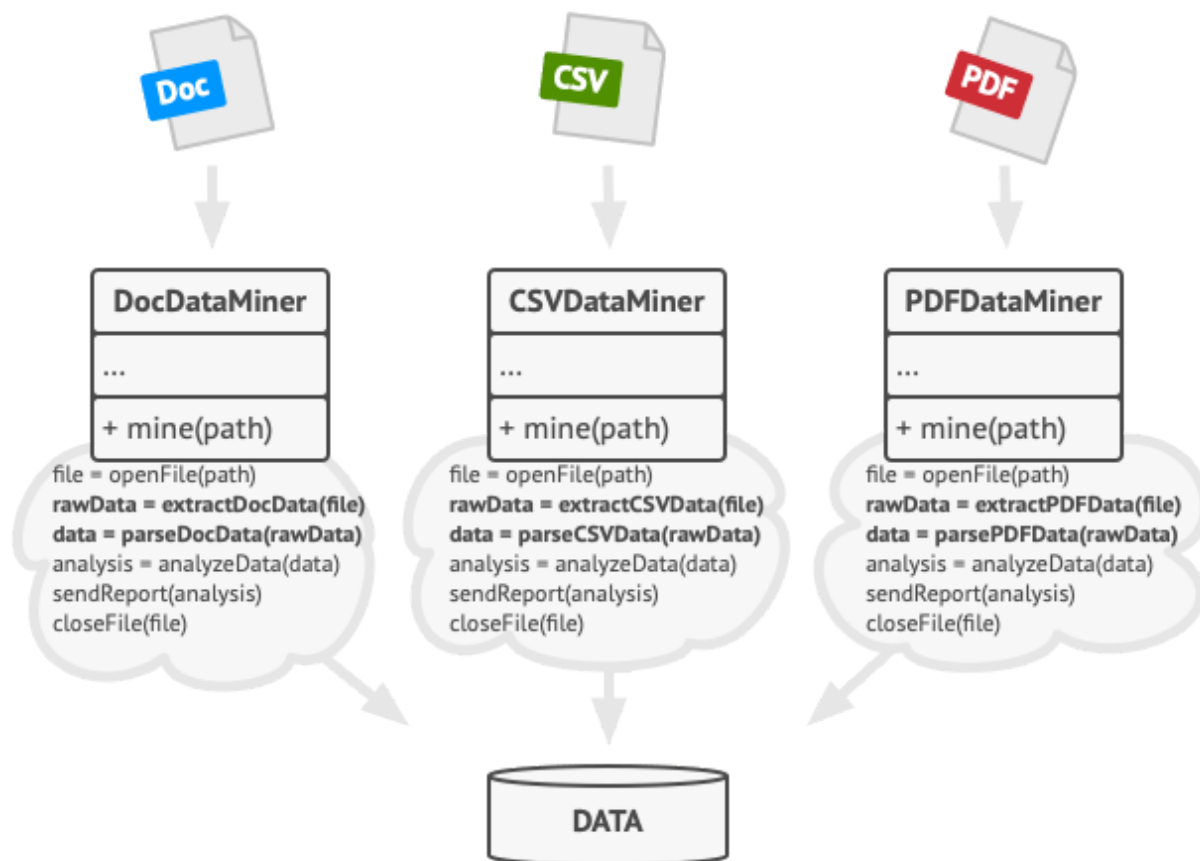 Doc
CSV
PDF
DocDataMiner
...
+ mine(path)
file = openFile(path)
rawData = extractDocData(file)
data = parseDocData(rawData)
analysis = analyzeData(data)
sendReport(analysis)
closeFile(file)
CSVDataMiner
...
+ mine(path)
file = openFile(path)
rawData = extractCSVData(file)
data = parseCSVData(rawData)
analysis = analyzeData(data)
sendReport(analysis)
closeFile(file)
PDFDataMiner
...
+ mine(path)
file = openFile(path)
rawData = extractPDFData(file)
data = parsePDFData(rawData)
analysis = analyzeData(data)
sendReport(analysis)
closeFile(file)
DATA